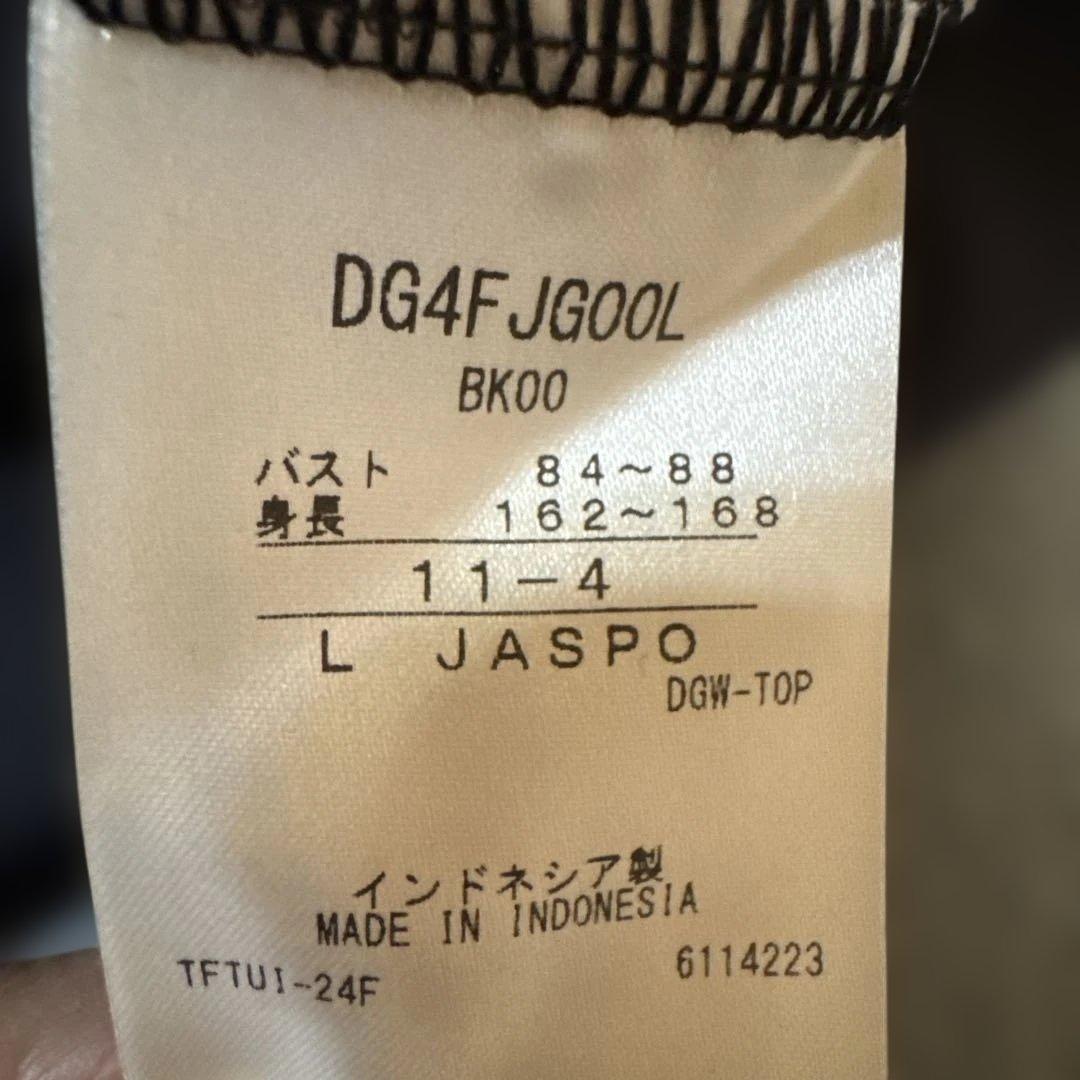 DG4FJG00L
BK00
バスト 84～88
身長 162～168
11－4
L JASPO
DGW-TOP
インドネシア製
MADE IN INDONESIA
TFTUI-24F 6114223